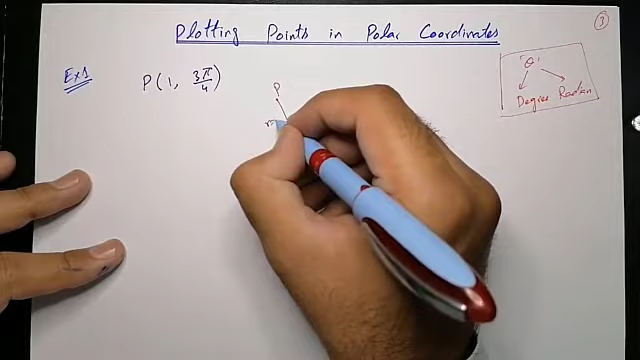 Plotting Points in Polar Coordinates
3
Ex1
P(1, 3π/4)
P
r
'θ'
Degree Radian